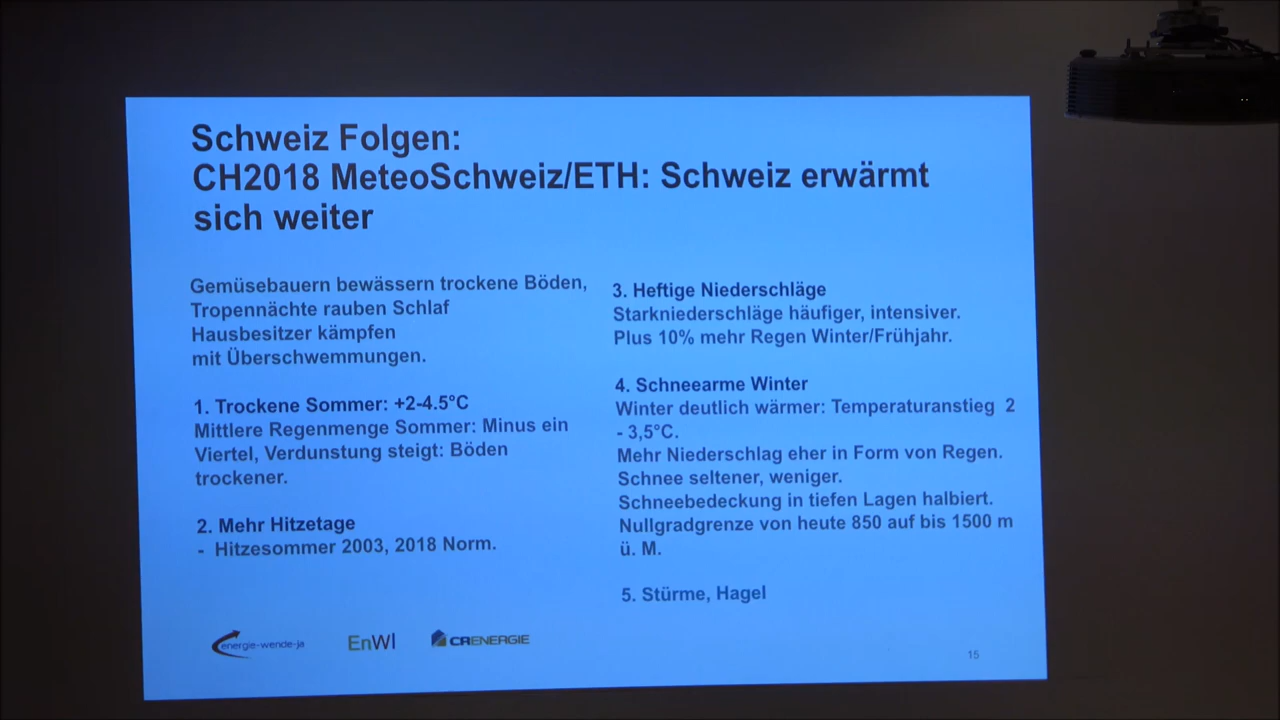 Schweiz Folgen:
CH2018 MeteoSchweiz/ETH: Schweiz erwärmt
sich weiter
Gemüsebauern bewässern trockene Böden,
Tropennächte rauben Schlaf
Hausbesitzer kämpfen
mit Überschwemmungen.
1. Trockene Sommer: +2-4.5°C
Mittlere Regenmenge Sommer: Minus ein
Viertel, Verdunstung steigt: Böden
trockener.
2. Mehr Hitzetage
- Hitzesommer 2003, 2018 Norm.
3. Heftige Niederschläge
Starkniederschläge häufiger, intensiver.
Plus 10% mehr Regen Winter/Frühjahr.
4. Schneearme Winter
Winter deutlich wärmer: Temperaturanstieg 2
- 3,5°C.
Mehr Niederschlag eher in Form von Regen.
Schnee seltener, weniger.
Schneebedeckung in tiefen Lagen halbiert.
Nullgradgrenze von heute 850 auf bis 1500 m
ü. M.
5. Stürme, Hagel
energie-wende-ja
EnWI
CRENERGIE
15